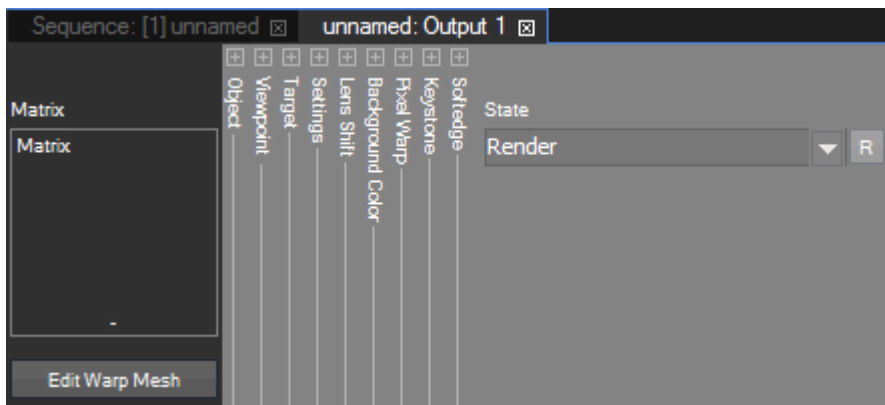 Sequence: [1] unnamed
unnamed: Output 1
Matrix
Matrix
-
Edit Warp Mesh
Object
Viewpoint
Target
Settings
Lens Shift
Background Color
Pixel Warp
Keystone
Softedge
State
Render
R